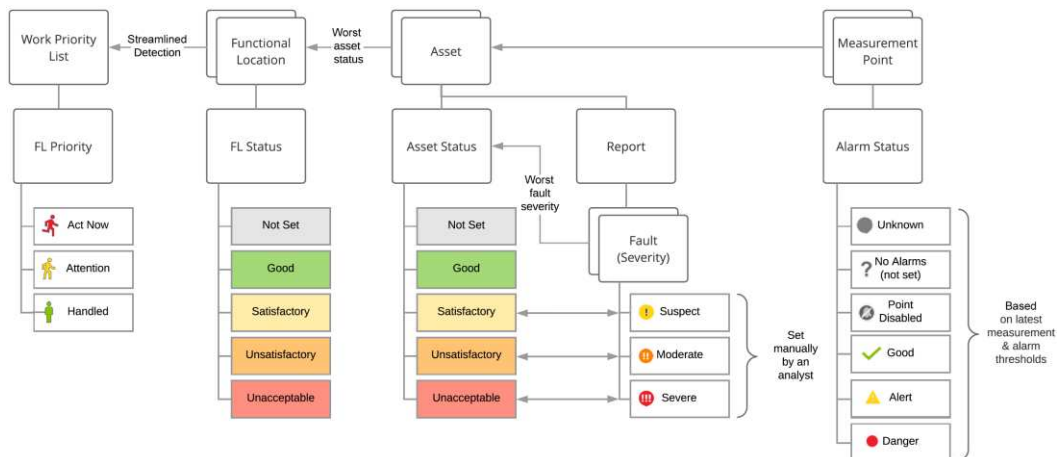 Work Priority
List
Streamlined
Detection
Functional
Location
Worst
asset
status
Asset
Measurement
Point
FL Priority
FL Status
Asset Status
Report
Alarm Status
Worst
fault
severity
Act Now
Attention
Handled
Not Set
Good
Satisfactory
Unsatisfactory
Unacceptable
Not Set
Good
Satisfactory
Unsatisfactory
Unacceptable
Fault
(Severity)
! Suspect
!! Moderate
!!! Severe
Set
manually
by an
analyst
Unknown
? No Alarms
(not set)
Point
Disabled
Good
Alert
Danger
Based
on latest
measurement
& alarm
thresholds